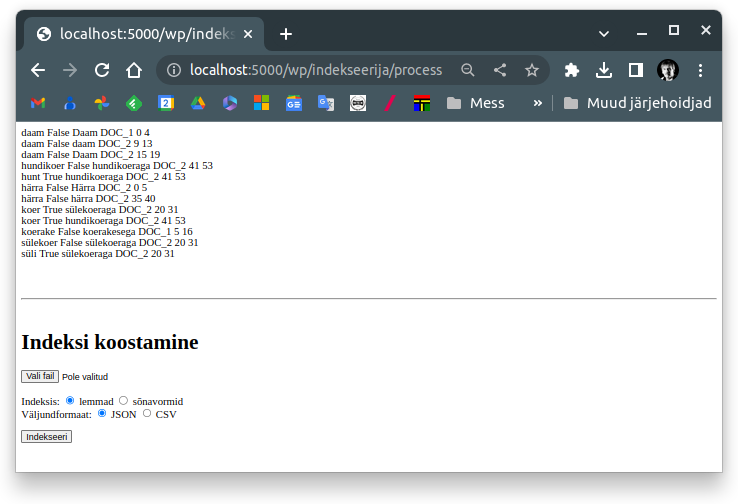 localhost:5000/wp/indeks
localhost:5000/wp/indekseerija/process
2
Mess
»
Muud järjehoidjad
daam False Daam DOC_1 0 4
daam False daam DOC_2 9 13
daam False Daam DOC_2 15 19
hundikoer False hundikoeraga DOC_2 41 53
hunt True hundikoeraga DOC_2 41 53
härra False Härra DOC_2 0 5
härra False härra DOC_2 35 40
koer True sülekoeraga DOC_2 20 31
koer True hundikoeraga DOC_2 41 53
koerake False koerakesega DOC_1 5 16
sülekoer False sülekoeraga DOC_2 20 31
süli True sülekoeraga DOC_2 20 31
Indeksi koostamine
Vali fail Pole valitud
Indeksis: lemmad sõnavormid
Väljundformaat: JSON CSV
Indekseeri